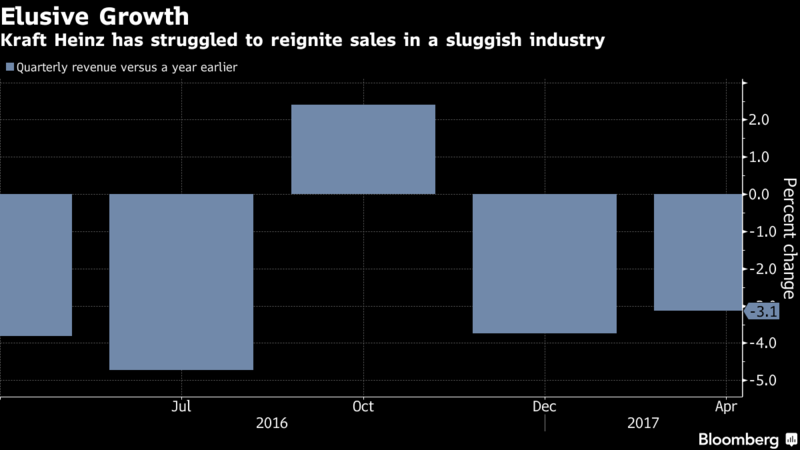 Elusive Growth
Kraft Heinz has struggled to reignite sales in a sluggish industry
Quarterly revenue versus a year earlier
2.0
1.0
0.0
-1.0
-2.0
-3.1
-4.0
-5.0
Percent change
Jul
Oct
Dec
Apr
2016
2017
Bloomberg